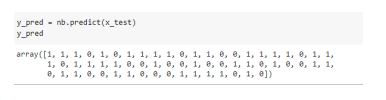 y_pred = nb.predict(x_test)
y_pred
array([1, 1, 1, 0, 1, 0, 1, 1, 1, 1, 0, 1, 1, 0, 0, 1, 1, 1, 1, 0, 1, 1,
1, 0, 1, 1, 1, 1, 0, 0, 1, 0, 0, 1, 0, 0, 1, 1, 0, 1, 0, 0, 1, 1,
0, 1, 1, 0, 0, 1, 1, 0, 0, 0, 1, 1, 1, 1, 0, 1, 0])